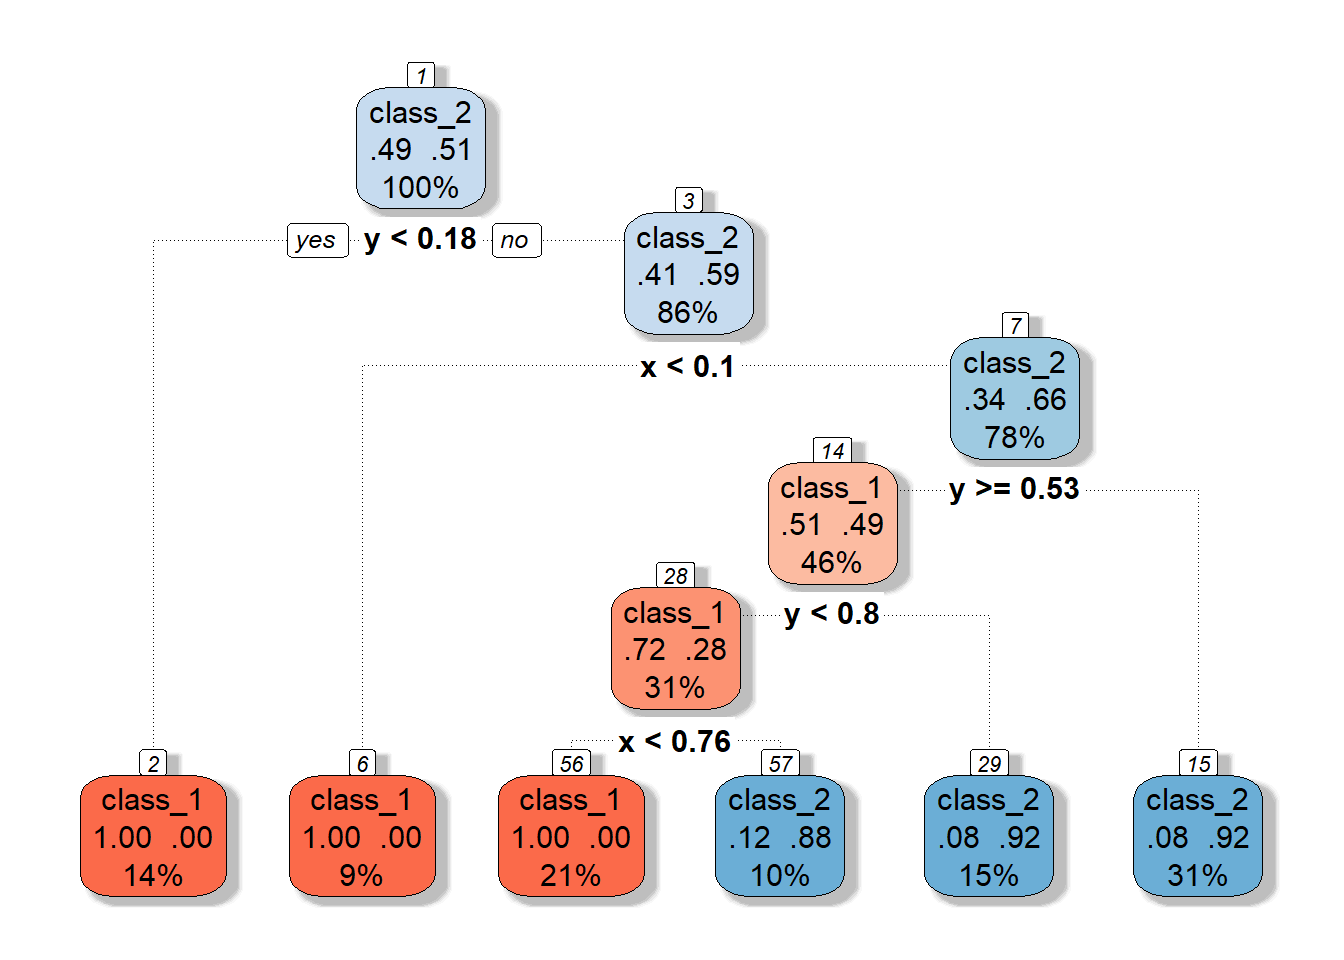 1
class_2
.49 .51
100%
yes y < 0.18 no
3
class_2
.41 .59
86%
x < 0.1
7
class_2
.34 .66
78%
y >= 0.53
14
class_1
.51 .49
46%
y < 0.8
28
class_1
.72 .28
31%
x < 0.76
2
class_1
1.00 .00
14%
6
class_1
1.00 .00
9%
56
class_1
1.00 .00
21%
57
class_2
.12 .88
10%
29
class_2
.08 .92
15%
15
class_2
.08 .92
31%